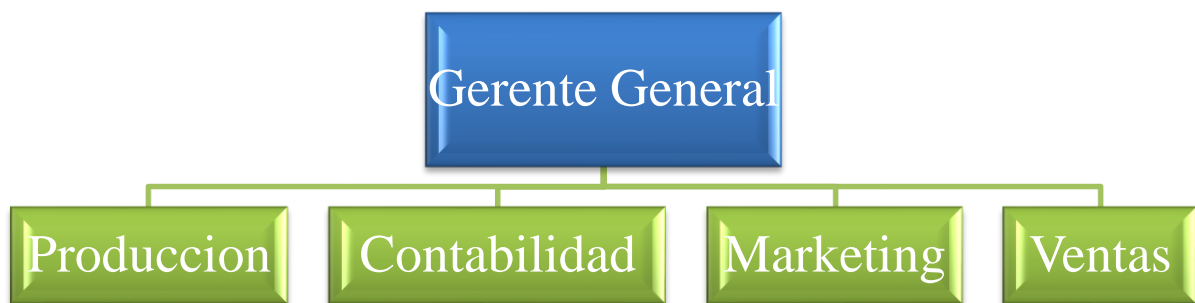 Gerente General
Produccion
Contabilidad
Marketing
Ventas